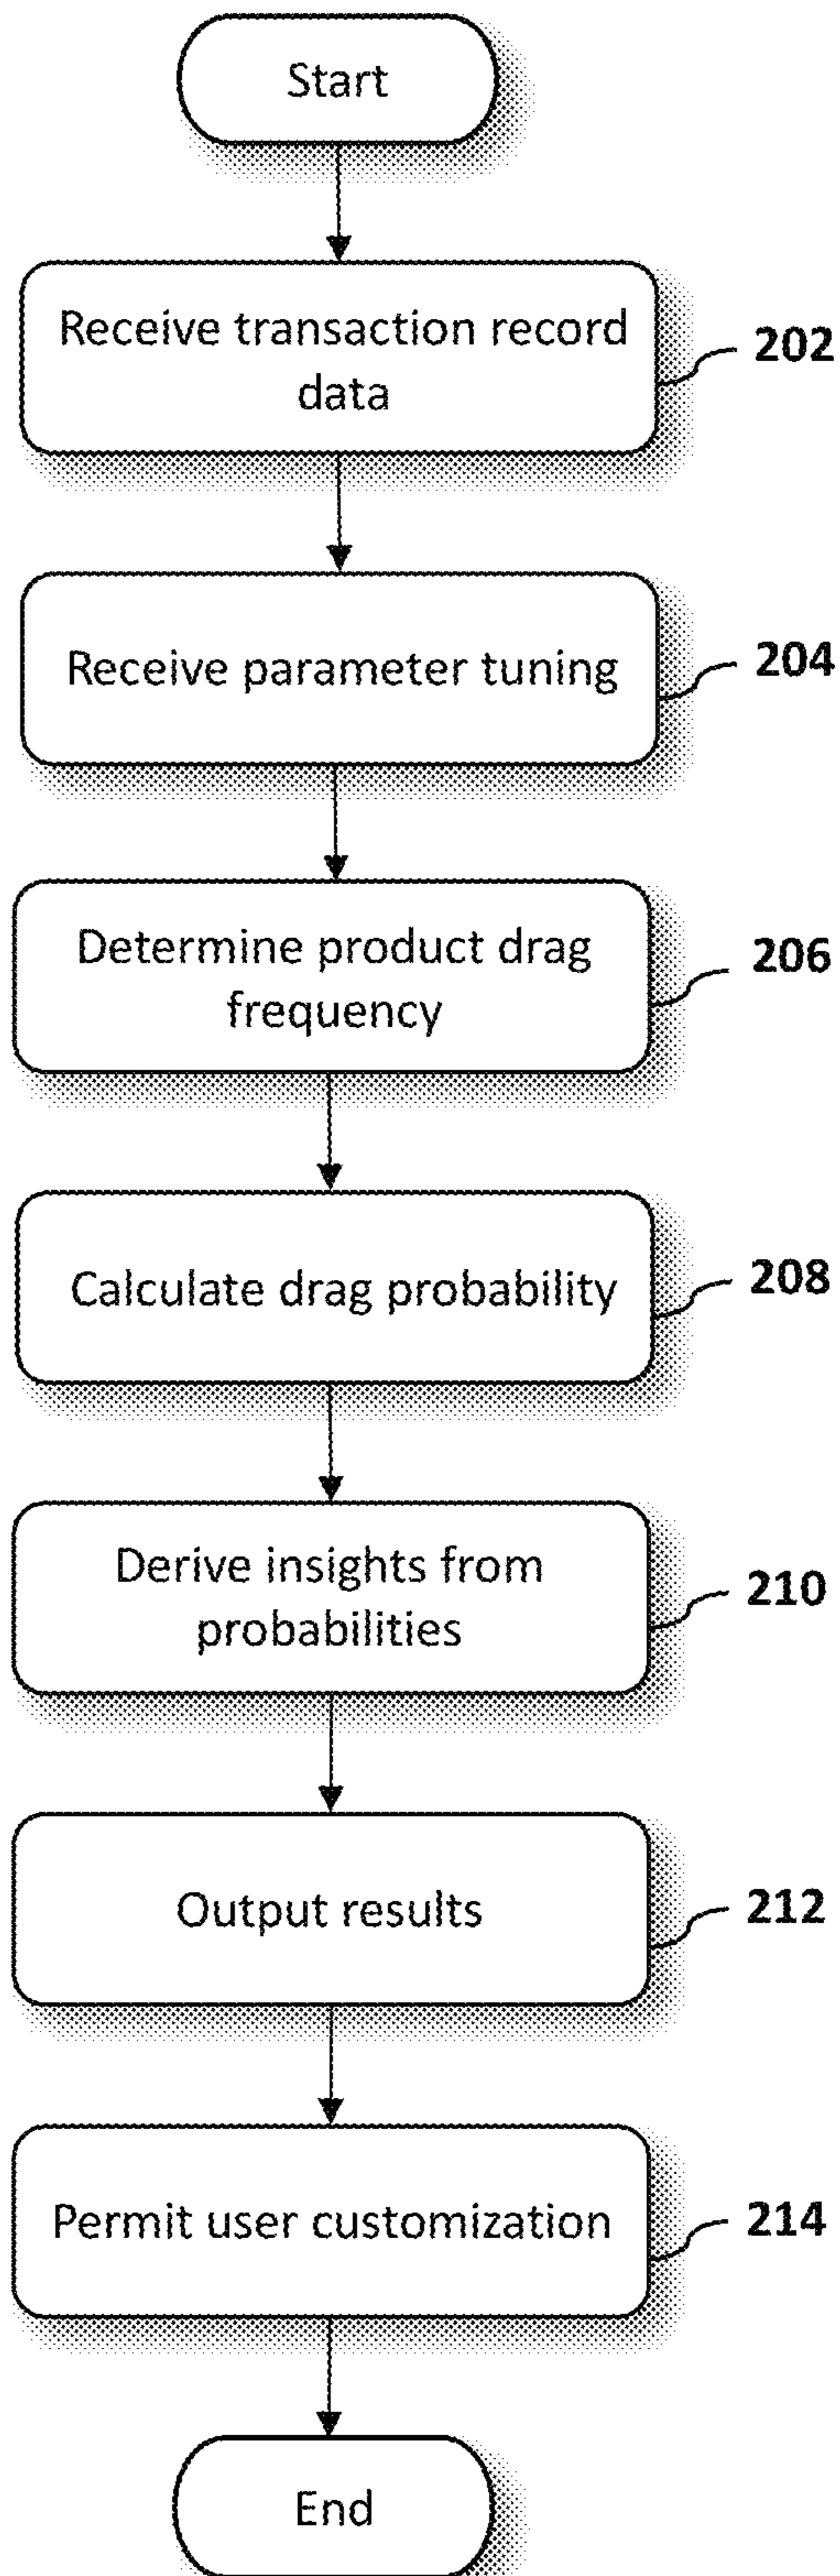 Start
Receive transaction record
data
202
Receive parameter tuning
204
Determine product drag
frequency
206
Calculate drag probability
208
Derive insights from
probabilities
210
Output results
212
Permit user customization
214
End